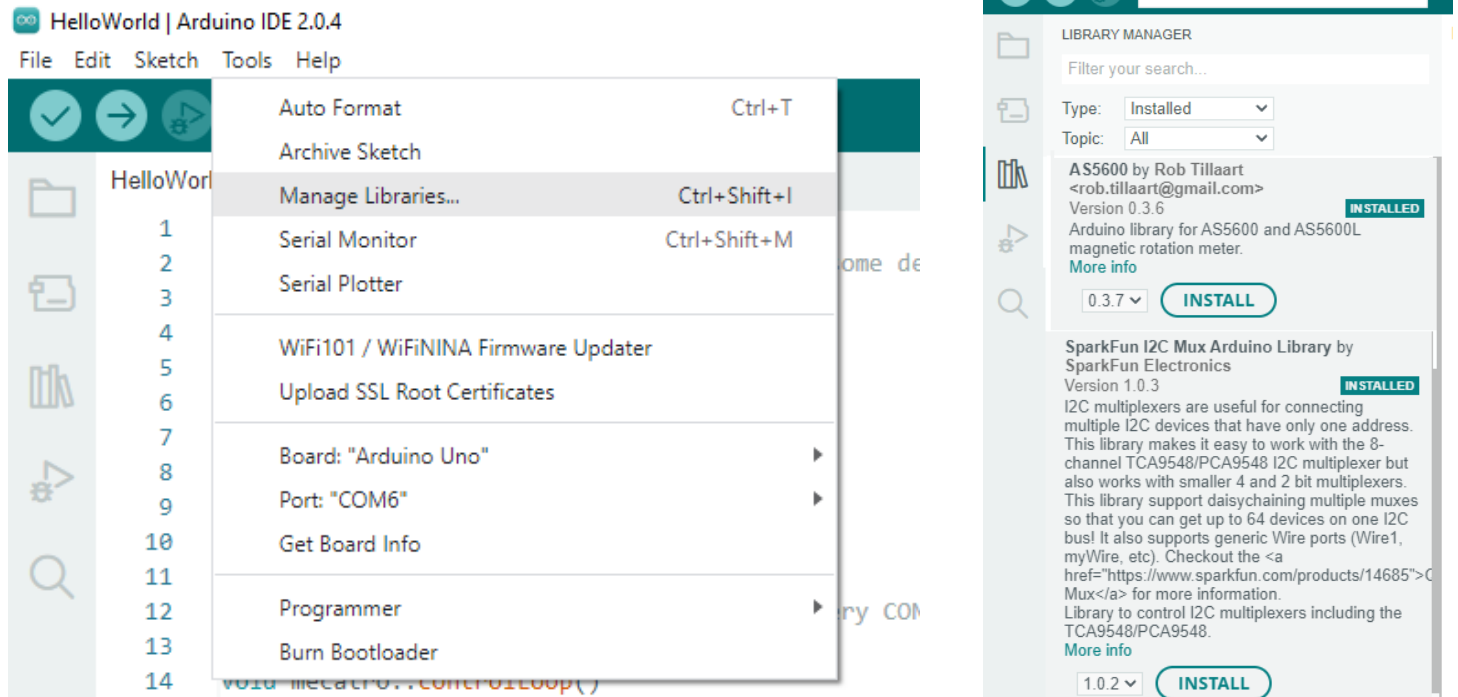 HelloWorld | Arduino IDE 2.0.4
File Edit Sketch Tools Help
Auto Format Ctrl+T
Archive Sketch
HelloWorl
Manage Libraries... Ctrl+Shift+I
1
Serial Monitor Ctrl+Shift+M
2 ome de
Serial Plotter
3
4
WiFi101 / WiFiNINA Firmware Updater
5
Upload SSL Root Certificates
6
7
Board: "Arduino Uno"
8
Port: "COM6"
9
10
Get Board Info
11
Programmer
12 ry CON
13
Burn Bootloader
14 void mecatro::controlLoop()
LIBRARY MANAGER
Filter your search...
Type: Installed
Topic: All
AS5600 by Rob Tillaart
<rob.tillaart@gmail.com>
Version 0.3.6 INSTALLED
Arduino library for AS5600 and AS5600L
magnetic rotation meter.
More info
0.3.7 INSTALL
SparkFun I2C Mux Arduino Library by
SparkFun Electronics
Version 1.0.3 INSTALLED
I2C multiplexers are useful for connecting
multiple I2C devices that have only one address.
This library makes it easy to work with the 8-
channel TCA9548/PCA9548 I2C multiplexer but
also works with smaller 4 and 2 bit multiplexers.
This library support daisychaining multiple muxes
so that you can get up to 64 devices on one I2C
bus! It also supports generic Wire ports (Wire1,
myWire, etc). Checkout the <a
href="https://www.sparkfun.com/products/14685">
Mux</a> for more information.
Library to control I2C multiplexers including the
TCA9548/PCA9548.
More info
1.0.2 INSTALL